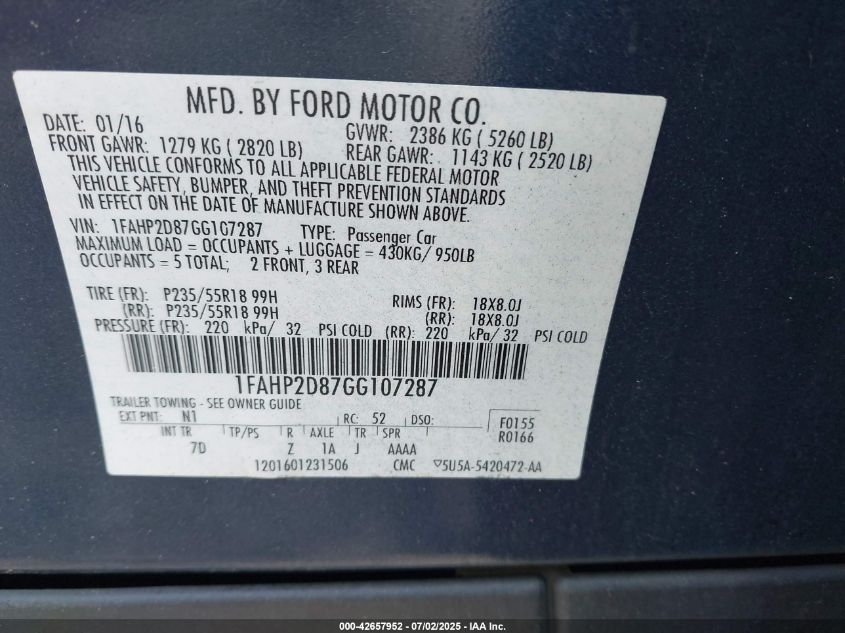 MFD. BY FORD MOTOR CO.
DATE: 01/16 GVWR: 2386 KG ( 5260 LB)
FRONT GAWR: 1279 KG ( 2820 LB) REAR GAWR: 1143 KG ( 2520 LB)
THIS VEHICLE CONFORMS TO ALL APPLICABLE FEDERAL MOTOR
VEHICLE SAFETY, BUMPER, AND THEFT PREVENTION STANDARDS
IN EFFECT ON THE DATE OF MANUFACTURE SHOWN ABOVE.
VIN: 1FAHP2D87GG107287 TYPE: Passenger Car
MAXIMUM LOAD = OCCUPANTS + LUGGAGE = 430KG/ 950LB
OCCUPANTS = 5 TOTAL; 2 FRONT, 3 REAR
TIRE (FR): P235/55R18 99H RIMS (FR): 18X8.0J
(RR): P235/55R18 99H (RR): 18X8.0J
PRESSURE (FR): 220 kPa/ 32 PSI COLD (RR): 220 kPa/ 32 PSI COLD
1FAHP2D87GG107287
TRAILER TOWING - SEE OWNER GUIDE
EXT PNT: N1 RC: 52 DSO: F0155
R0166
INT TR TP/PS R AXLE TR SPR
7D Z 1A J AAAA
1201601231506 CMC ▽5U5A-5420472-AA
000-42657952 | 07/02/2025 - IAA Inc.